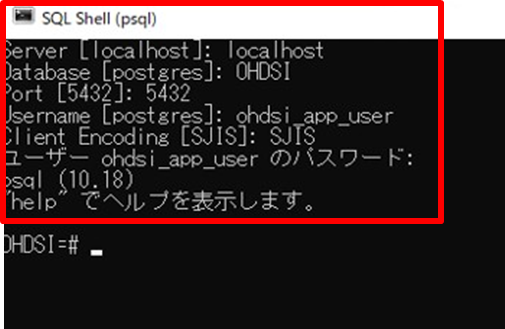 SQL Shell (psql)
Server [localhost]: localhost
Database [postgres]: OHDSI
Port [5432]: 5432
Username [postgres]: ohdsi_app_user
Client Encoding [SJIS]: SJIS
ユーザー ohdsi_app_user のパスワード:
psql (10.18)
"help" でヘルプを表示します。
OHDSI=#